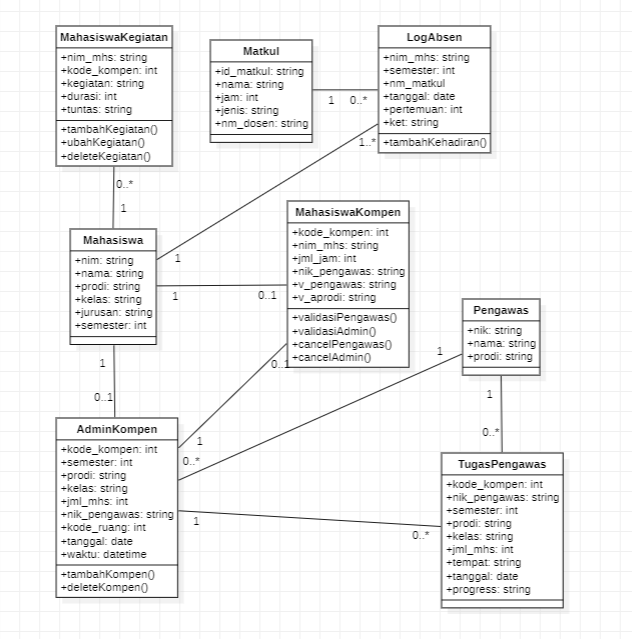 MahasiswaKegiatan
+nim_mhs: string
+kode_kompen: int
+kegiatan: string
+durasi: int
+tuntas: string
+tambahKegiatan()
+ubahKegiatan()
+deleteKegiatan()
Matkul
+id_matkul: string
+nama: string
+jam: int
+jenis: string
+nm_dosen: string
1
0..*
LogAbsen
+nim_mhs: string
+semester: int
+nm_matkul
+tanggal: date
+pertemuan: int
+ket: string
+tambahKehadiran()
1..*
0..*
1
Mahasiswa
+nim: string
+nama: string
+prodi: string
+kelas: string
+jurusan: string
+semester: int
1
1
0..1
MahasiswaKompen
+kode_kompen: int
+nim_mhs: string
+jml_jam: int
+nik_pengawas: string
+v_pengawas: string
+v_aprodi: string
+validasiPengawas()
+validasiAdmin()
+cancelPengawas()
+cancelAdmin()
0..1
1
Pengawas
+nik: string
+nama: string
+prodi: string
1
0..1
1
0..*
AdminKompen
+kode_kompen: int
+semester: int
+prodi: string
+kelas: string
+jml_mhs: int
+nik_pengawas: string
+kode_ruang: int
+tanggal: date
+waktu: datetime
+tambahKompen()
+deleteKompen()
1
0..*
1
0..*
TugasPengawas
+kode_kompen: int
+nik_pengawas: string
+semester: int
+prodi: string
+kelas: string
+jml_mhs: int
+tempat: string
+tanggal: date
+progress: string